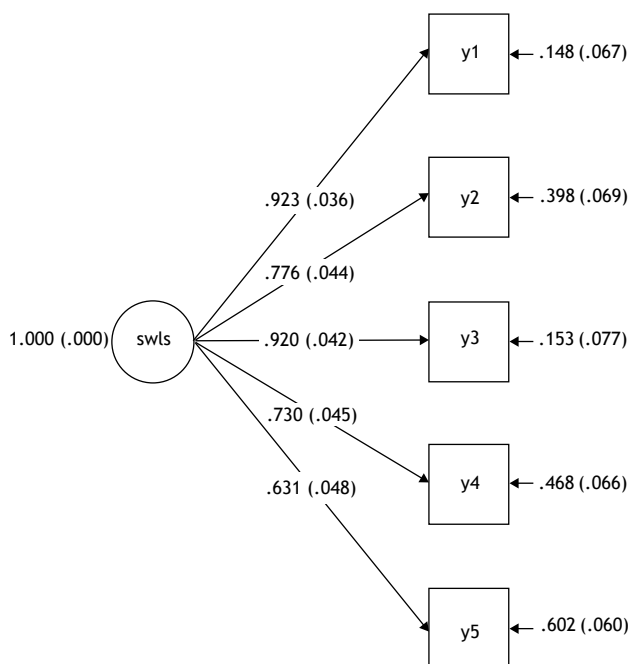 y1
.148 (.067)
.923 (.036)
y2
.398 (.069)
.776 (.044)
1.000 (.000)
swls
.920 (.042)
y3
.153 (.077)
.730 (.045)
y4
.468 (.066)
.631 (.048)
y5
.602 (.060)